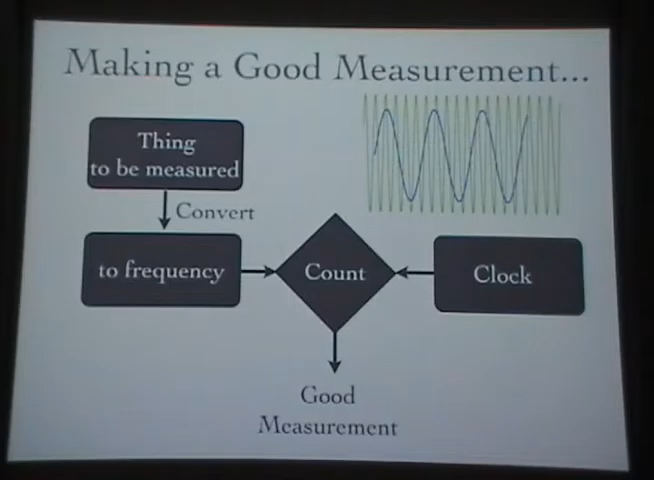 Making a Good Measurement...
Thing
to be measured
Convert
to frequency
Count
Clock
Good
Measurement